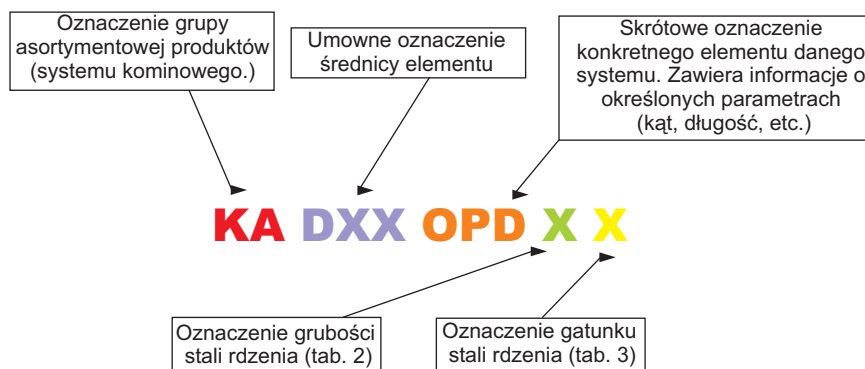 Oznaczenie grupy
asortymentowej produktów
(systemu kominowego.)
Umowne oznaczenie
średnicy elementu
Skrótowe oznaczenie
konkretnego elementu danego
systemu. Zawiera informacje o
określonych parametrach
(kąt, długość, etc.)
KA DXX OPD X X
Oznaczenie grubości
stali rdzenia (tab. 2)
Oznaczenie gatunku
stali rdzenia (tab. 3)